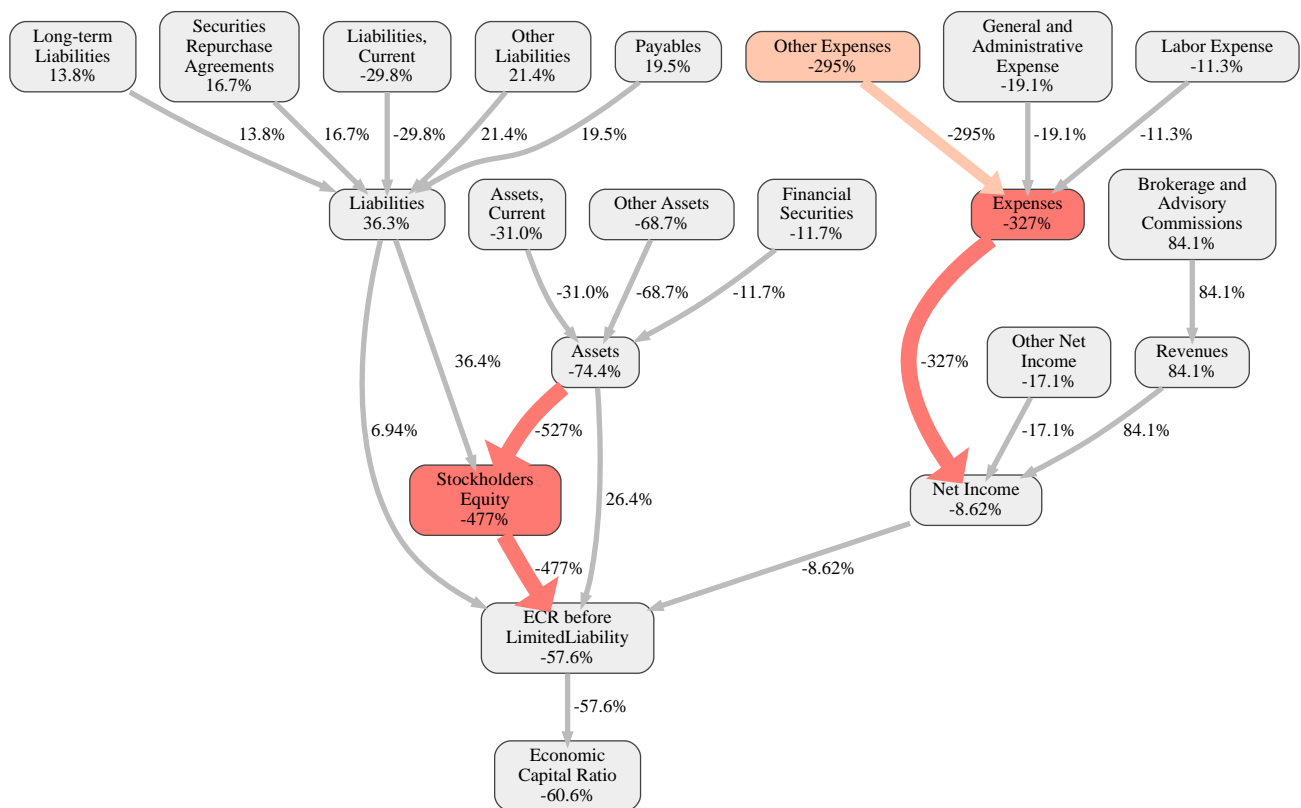 Long-term
Liabilities
13.8%
Securities
Repurchase
Agreements
16.7%
Liabilities,
Current
-29.8%
Other
Liabilities
21.4%
Payables
19.5%
Other Expenses
-295%
General and
Administrative
Expense
-19.1%
Labor Expense
-11.3%
13.8%
16.7%
-29.8%
21.4%
19.5%
-295%
-19.1%
-11.3%
Liabilities
36.3%
Assets,
Current
-31.0%
Other Assets
-68.7%
Financial
Securities
-11.7%
Expenses
-327%
Brokerage and
Advisory
Commissions
84.1%
-31.0%
-68.7%
-11.7%
84.1%
36.4%
Assets
-74.4%
-327%
Other Net
Income
-17.1%
Revenues
84.1%
6.94%
-527%
-17.1%
84.1%
Stockholders
Equity
-477%
26.4%
Net Income
-8.62%
-477%
-8.62%
ECR before
LimitedLiability
-57.6%
-57.6%
Economic
Capital Ratio
-60.6%